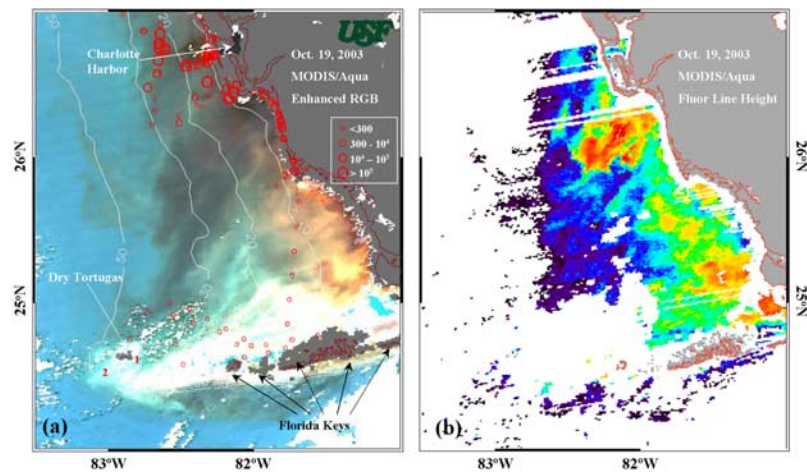 USF
Charlotte
Harbor
Oct. 19, 2003
MODIS/Aqua
Enhanced RGB
<300
300 - 10⁴
10⁴ – 10⁵
> 10⁵
26°N
Dry Tortugas
25°N
1
2
(a)
Florida Keys
83°W
82°W
Oct. 19, 2003
MODIS/Aqua
Fluor Line Height
26°N
25°N
(b)
83°W
82°W